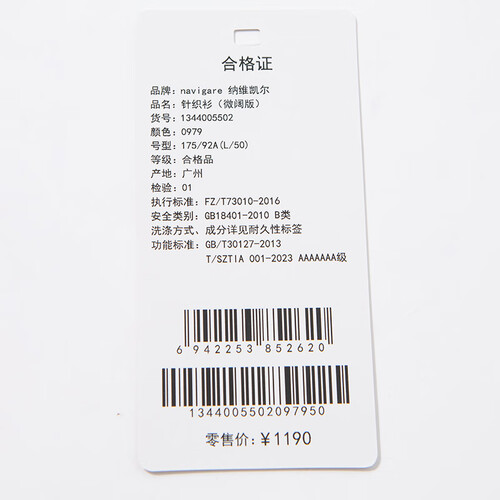 合格证
品牌：navigare 纳维凯尔
品名：针织衫（微阔版）
货号：1344005502
颜色：0979
号型：175/92A(L/50)
等级：合格品
产地：广州
检验：01
执行标准：FZ/T73010-2016
安全类别：GB18401-2010 B类
洗涤方式、成分详见耐久性标签
功能标准：GB/T30127-2013
T/SZTIA 001-2023 AAAAAAA级
6 942253 852620
1344005502097950
零售价：¥1190